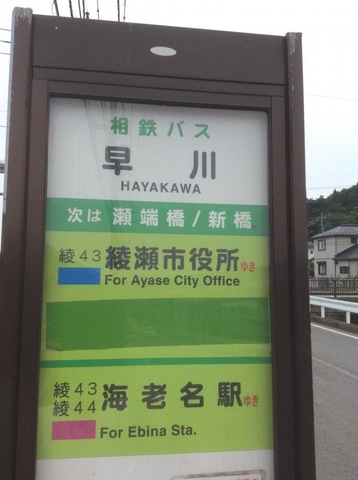 相鉄バス
早川
HAYAKAWA
次は 瀬端橋/新橋
綾43 綾瀬市役所ゆき
For Ayase City Office
綾43
綾44 海老名駅ゆき
For Ebina Sta.